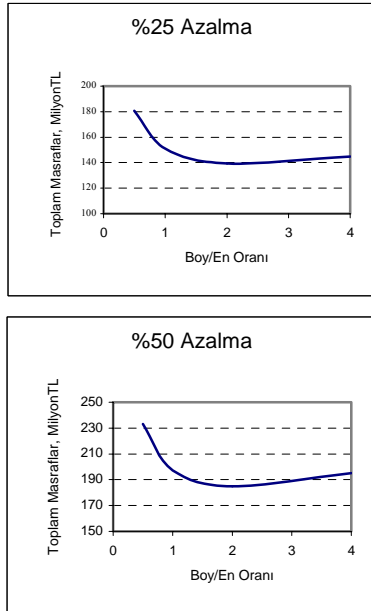 %25 Azalma
Toplam Masraflar, MilyonTL
200
180
160
140
120
100
0 1 2 3 4
Boy/En Oranı
%50 Azalma
Toplam Masraflar, MilyonTL
250
230
210
190
170
150
0 1 2 3 4
Boy/En Oranı